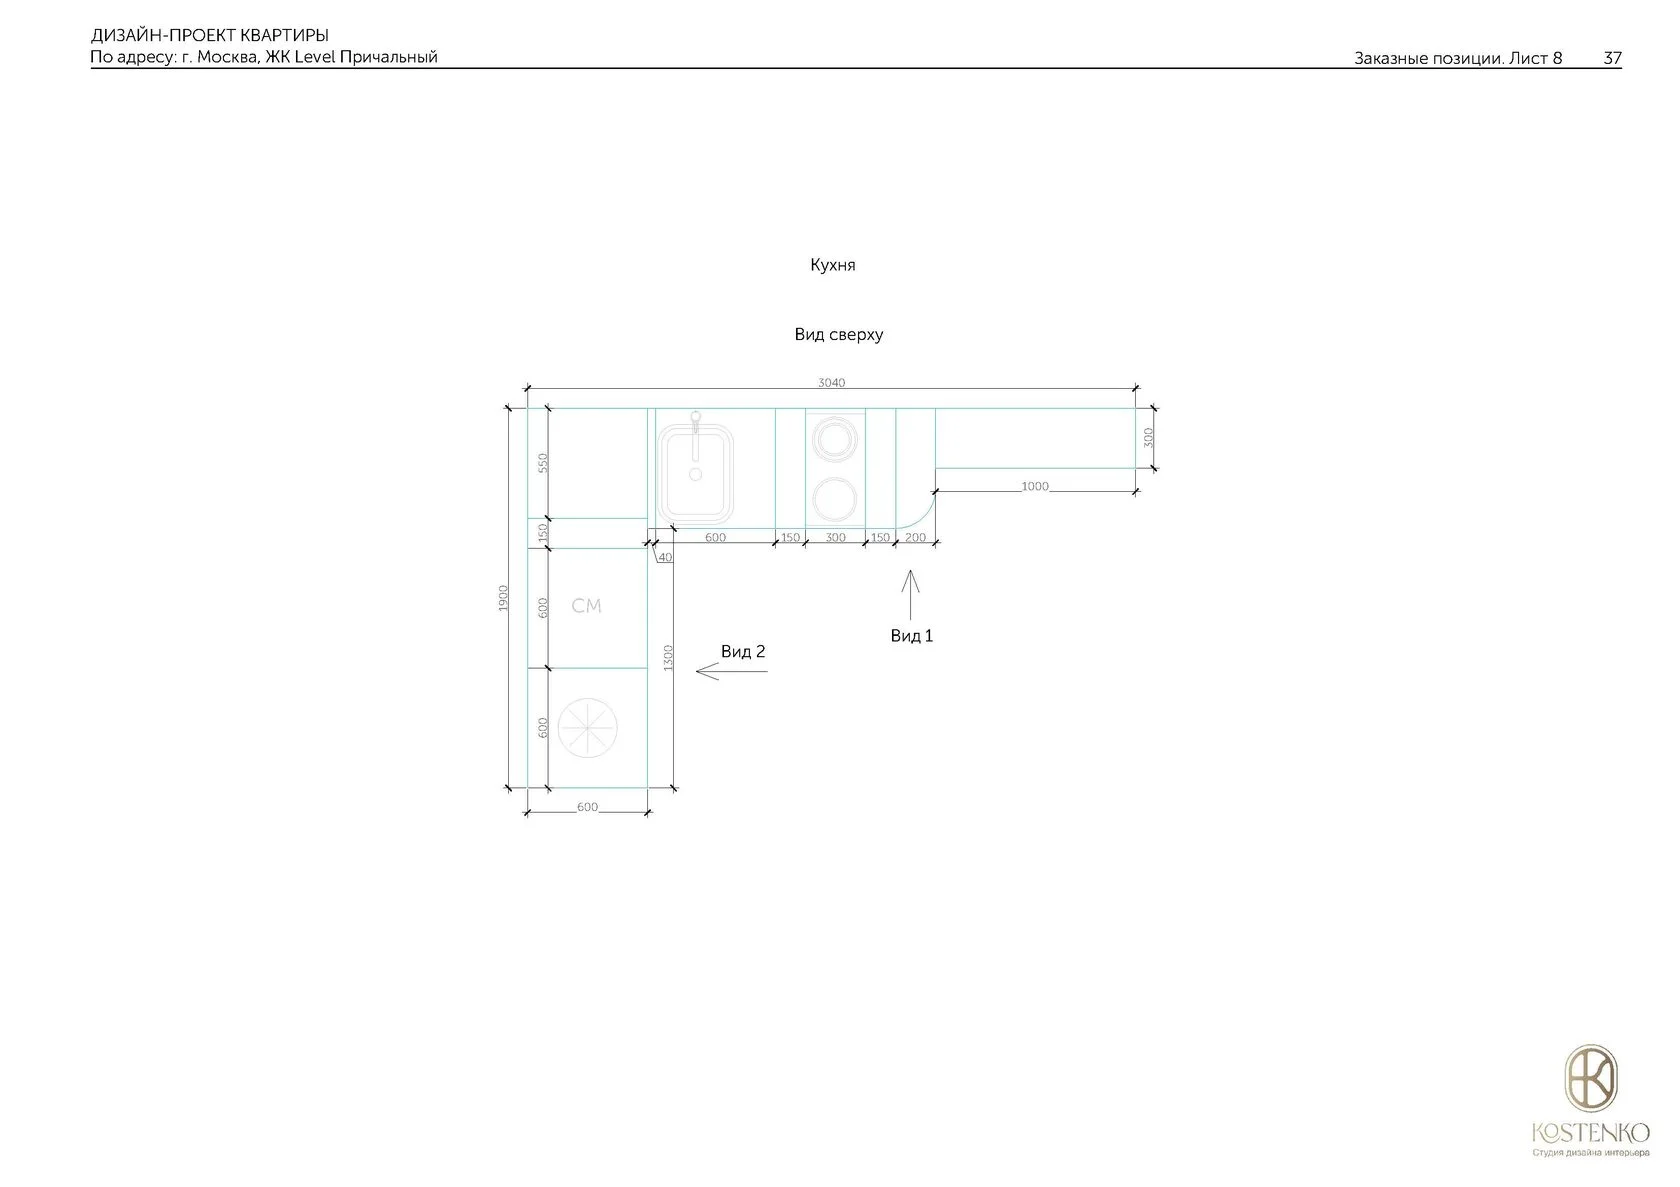 ДИЗАЙН-ПРОЕКТ КВАРТИРЫ
По адресу: г. Москва, ЖК Level Причальный
Заказные позиции. Лист 8 37
Кухня
Вид сверху
3040
550
300
1000
150
600 150 300 150 200
40
1900
600
СМ
Вид 1
Вид 2
1300
600
600
KOSTENKO
Студия дизайна интерьера